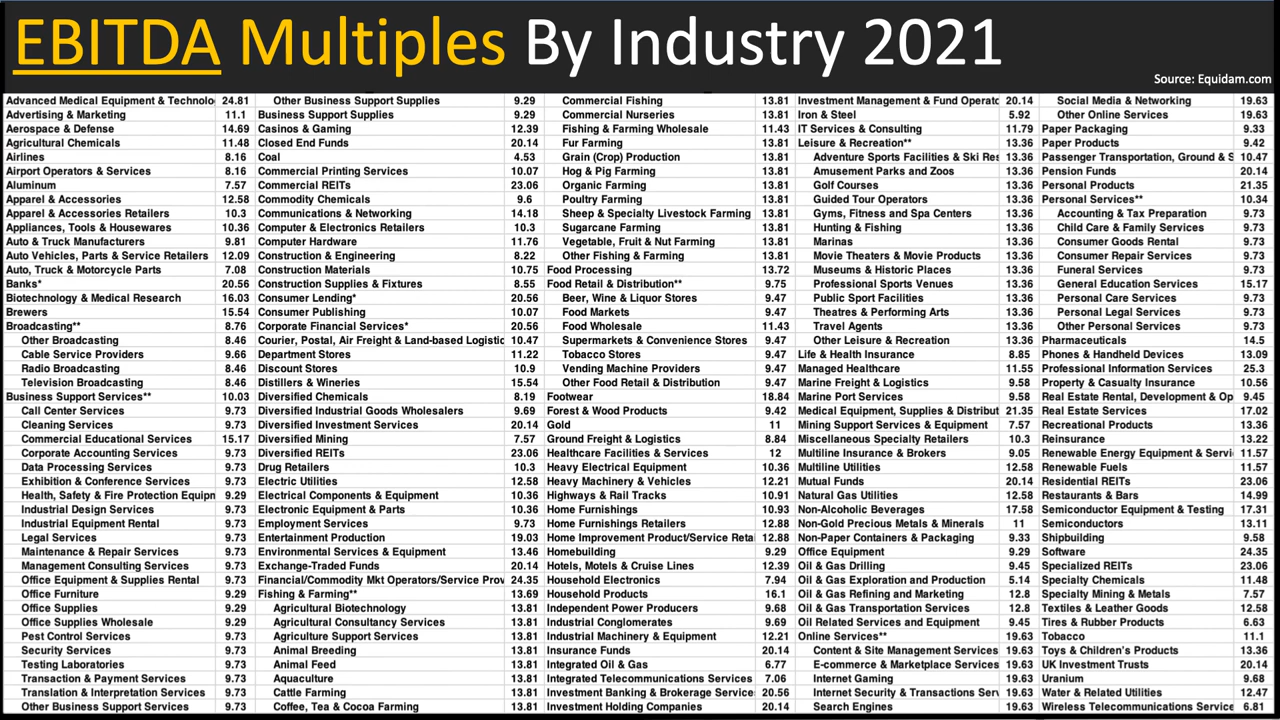 EBITDA Multiples By Industry 2021
Source: Equidam.com
Advanced Medical Equipment & Technolo 24.81
Advertising & Marketing 11.1
Aerospace & Defense 14.69
Agricultural Chemicals 11.48
Airlines 8.16
Airport Operators & Services 8.16
Aluminum 7.57
Apparel & Accessories 12.58
Apparel & Accessories Retailers 10.3
Appliances, Tools & Housewares 10.36
Auto & Truck Manufacturers 9.81
Auto Vehicles, Parts & Service Retailers 12.09
Auto, Truck & Motorcycle Parts 7.08
Banks* 20.56
Biotechnology & Medical Research 16.03
Brewers 15.54
Broadcasting** 8.76
Other Broadcasting 8.46
Cable Service Providers 9.66
Radio Broadcasting 8.46
Television Broadcasting 8.46
Business Support Services** 10.03
Call Center Services 9.73
Cleaning Services 9.73
Commercial Educational Services 15.17
Corporate Accounting Services 9.73
Data Processing Services 9.73
Exhibition & Conference Services 9.73
Health, Safety & Fire Protection Equipn 9.29
Industrial Design Services 9.73
Industrial Equipment Rental 9.73
Legal Services 9.73
Maintenance & Repair Services 9.73
Management Consulting Services 9.73
Office Equipment & Supplies Rental 9.73
Office Furniture 9.29
Office Supplies 9.29
Office Supplies Wholesale 9.29
Pest Control Services 9.73
Security Services 9.73
Testing Laboratories 9.73
Transaction & Payment Services 9.73
Translation & Interpretation Services 9.73
Other Business Support Services 9.73
Other Business Support Supplies 9.29
Business Support Supplies 9.29
Casinos & Gaming 12.39
Closed End Funds 20.14
Coal 4.53
Commercial Printing Services 10.07
Commercial REITs 23.06
Commodity Chemicals 9.6
Communications & Networking 14.18
Computer & Electronics Retailers 10.3
Computer Hardware 11.76
Construction & Engineering 8.22
Construction Materials 10.75
Construction Supplies & Fixtures 8.55
Consumer Lending* 20.56
Consumer Publishing 10.07
Corporate Financial Services* 20.56
Courier, Postal, Air Freight & Land-based Logistic 10.47
Department Stores 11.22
Discount Stores 10.9
Distillers & Wineries 15.54
Diversified Chemicals 8.19
Diversified Industrial Goods Wholesalers 9.69
Diversified Investment Services 20.14
Diversified Mining 7.57
Diversified REITs 23.06
Drug Retailers 10.3
Electric Utilities 12.58
Electrical Components & Equipment 10.36
Electronic Equipment & Parts 10.36
Employment Services 9.73
Entertainment Production 19.03
Environmental Services & Equipment 13.46
Exchange-Traded Funds 20.14
Financial/Commodity Mkt Operators/Service Prov 24.35
Fishing & Farming** 13.69
Agricultural Biotechnology 13.81
Agricultural Consultancy Services 13.81
Agriculture Support Services 13.81
Animal Breeding 13.81
Animal Feed 13.81
Aquaculture 13.81
Cattle Farming 13.81
Coffee, Tea & Cocoa Farming 13.81
Commercial Fishing 13.81
Commercial Nurseries 13.81
Fishing & Farming Wholesale 11.43
Fur Farming 13.81
Grain (Crop) Production 13.81
Hog & Pig Farming 13.81
Organic Farming 13.81
Poultry Farming 13.81
Sheep & Specialty Livestock Farming 13.81
Sugarcane Farming 13.81
Vegetable, Fruit & Nut Farming 13.81
Other Fishing & Farming 13.81
Food Processing 13.72
Food Retail & Distribution** 9.75
Beer, Wine & Liquor Stores 9.47
Food Markets 9.47
Food Wholesale 11.43
Supermarkets & Convenience Stores 9.47
Tobacco Stores 9.47
Vending Machine Providers 9.47
Other Food Retail & Distribution 9.47
Footwear 18.84
Forest & Wood Products 9.42
Gold 11
Ground Freight & Logistics 8.84
Healthcare Facilities & Services 12
Heavy Electrical Equipment 10.36
Heavy Machinery & Vehicles 12.21
Highways & Rail Tracks 10.91
Home Furnishings 10.93
Home Furnishings Retailers 12.88
Home Improvement Product/Service Reta 12.88
Homebuilding 9.29
Hotels, Motels & Cruise Lines 12.39
Household Electronics 7.94
Household Products 16.1
Independent Power Producers 9.68
Industrial Conglomerates 9.69
Industrial Machinery & Equipment 12.21
Insurance Funds 20.14
Integrated Oil & Gas 6.77
Integrated Telecommunications Services 7.06
Investment Banking & Brokerage Service 20.56
Investment Holding Companies 20.14
Investment Management & Fund Operato 20.14
Iron & Steel 5.92
IT Services & Consulting 11.79
Leisure & Recreation** 13.36
Adventure Sports Facilities & Ski Res 13.36
Amusement Parks and Zoos 13.36
Golf Courses 13.36
Guided Tour Operators 13.36
Gyms, Fitness and Spa Centers 13.36
Hunting & Fishing 13.36
Marinas 13.36
Movie Theaters & Movie Products 13.36
Museums & Historic Places 13.36
Professional Sports Venues 13.36
Public Sport Facilities 13.36
Theatres & Performing Arts 13.36
Travel Agents 13.36
Other Leisure & Recreation 13.36
Life & Health Insurance 8.85
Managed Healthcare 11.55
Marine Freight & Logistics 9.58
Marine Port Services 9.58
Medical Equipment, Supplies & Distribut 21.35
Mining Support Services & Equipment 7.57
Miscellaneous Specialty Retailers 10.3
Multiline Insurance & Brokers 9.05
Multiline Utilities 12.58
Mutual Funds 20.14
Natural Gas Utilities 12.58
Non-Alcoholic Beverages 17.58
Non-Gold Precious Metals & Minerals 11
Non-Paper Containers & Packaging 9.33
Office Equipment 9.29
Oil & Gas Drilling 9.45
Oil & Gas Exploration and Production 5.14
Oil & Gas Refining and Marketing 12.8
Oil & Gas Transportation Services 12.8
Oil Related Services and Equipment 9.45
Online Services** 19.63
Content & Site Management Services 19.63
E-commerce & Marketplace Services 19.63
Internet Gaming 19.63
Internet Security & Transactions Serv 19.63
Search Engines 19.63
Social Media & Networking 19.63
Other Online Services 19.63
Paper Packaging 9.33
Paper Products 9.42
Passenger Transportation, Ground & S 10.47
Pension Funds 20.14
Personal Products 21.35
Personal Services** 10.34
Accounting & Tax Preparation 9.73
Child Care & Family Services 9.73
Consumer Goods Rental 9.73
Consumer Repair Services 9.73
Funeral Services 9.73
General Education Services 15.17
Personal Care Services 9.73
Personal Legal Services 9.73
Other Personal Services 9.73
Pharmaceuticals 14.5
Phones & Handheld Devices 13.09
Professional Information Services 25.3
Property & Casualty Insurance 10.56
Real Estate Rental, Development & Op 9.45
Real Estate Services 17.02
Recreational Products 13.36
Reinsurance 13.22
Renewable Energy Equipment & Servi 11.57
Renewable Fuels 11.57
Residential REITs 23.06
Restaurants & Bars 14.99
Semiconductor Equipment & Testing 17.31
Semiconductors 13.11
Shipbuilding 9.58
Software 24.35
Specialized REITs 23.06
Specialty Chemicals 11.48
Specialty Mining & Metals 7.57
Textiles & Leather Goods 12.58
Tires & Rubber Products 6.63
Tobacco 11.1
Toys & Children's Products 13.36
UK Investment Trusts 20.14
Uranium 9.68
Water & Related Utilities 12.47
Wireless Telecommunications Service 6.81